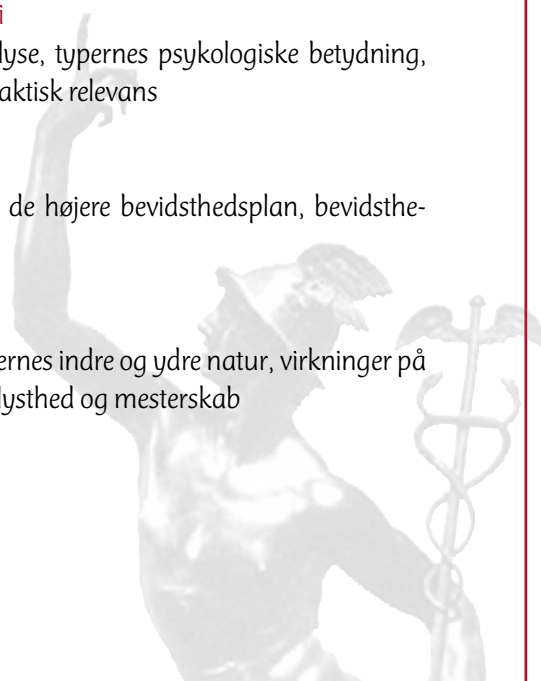 lyse, typernes psykologiske betydning,
aktisk relevans
de højere bevidsthedsplan, bevidsthe-
ernes indre og ydre natur, virkninger på
lysthed og mesterskab